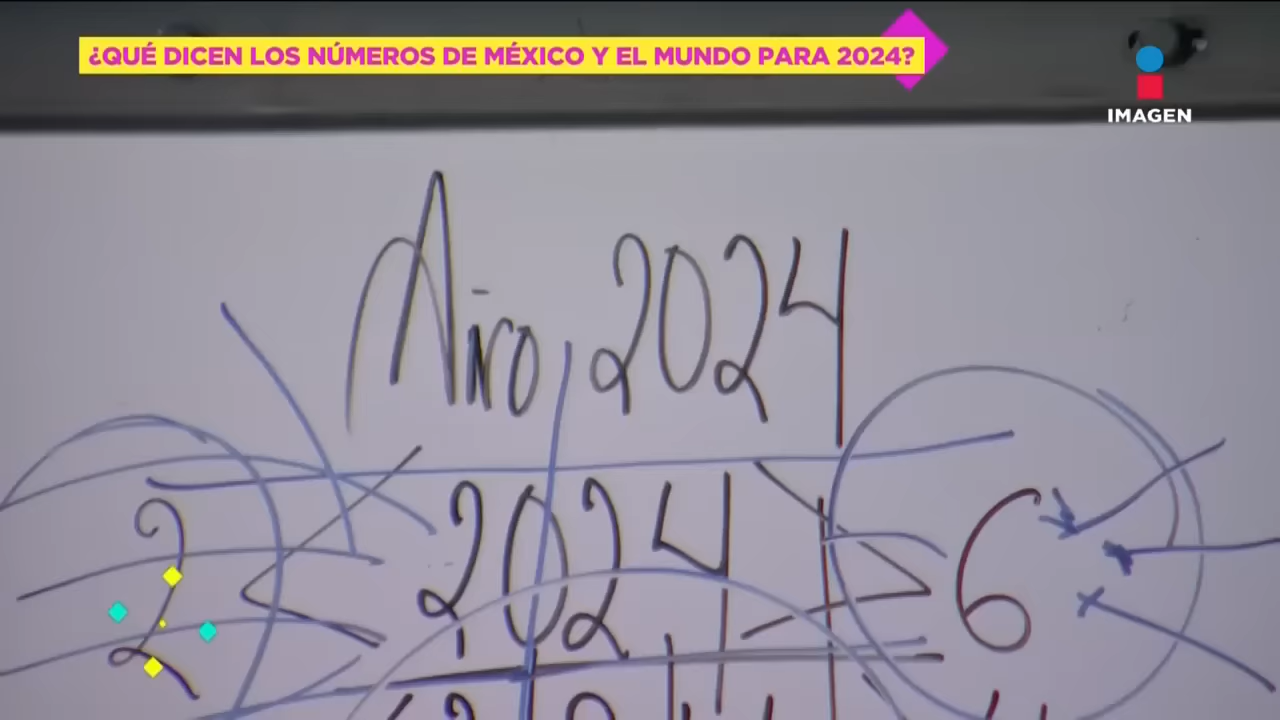 ¿QUÉ DICEN LOS NÚMEROS DE MÉXICO Y EL MUNDO PARA 2024?
IMAGEN
Año 2024
2 < 2024 > 6